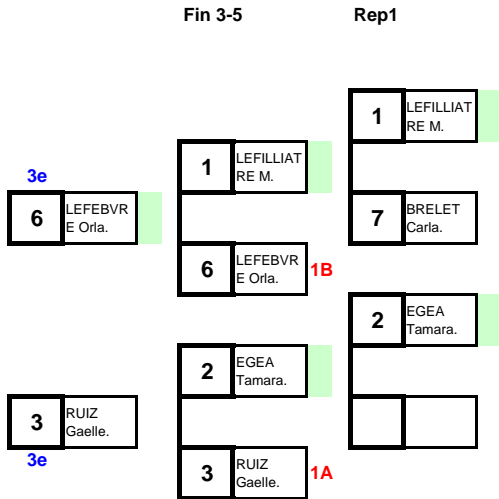 Fin 3-5 Rep1
1 LEFILLIAT
RE M.
1 LEFILLIAT
RE M.
3e
6 LEFEBVR
E Orla.
7 BRELET
Carla.
6 LEFEBVR
E Orla.
1B
2 EGEA
Tamara.
2 EGEA
Tamara.
3 RUIZ
Gaelle.
3e
3 RUIZ
Gaelle.
1A